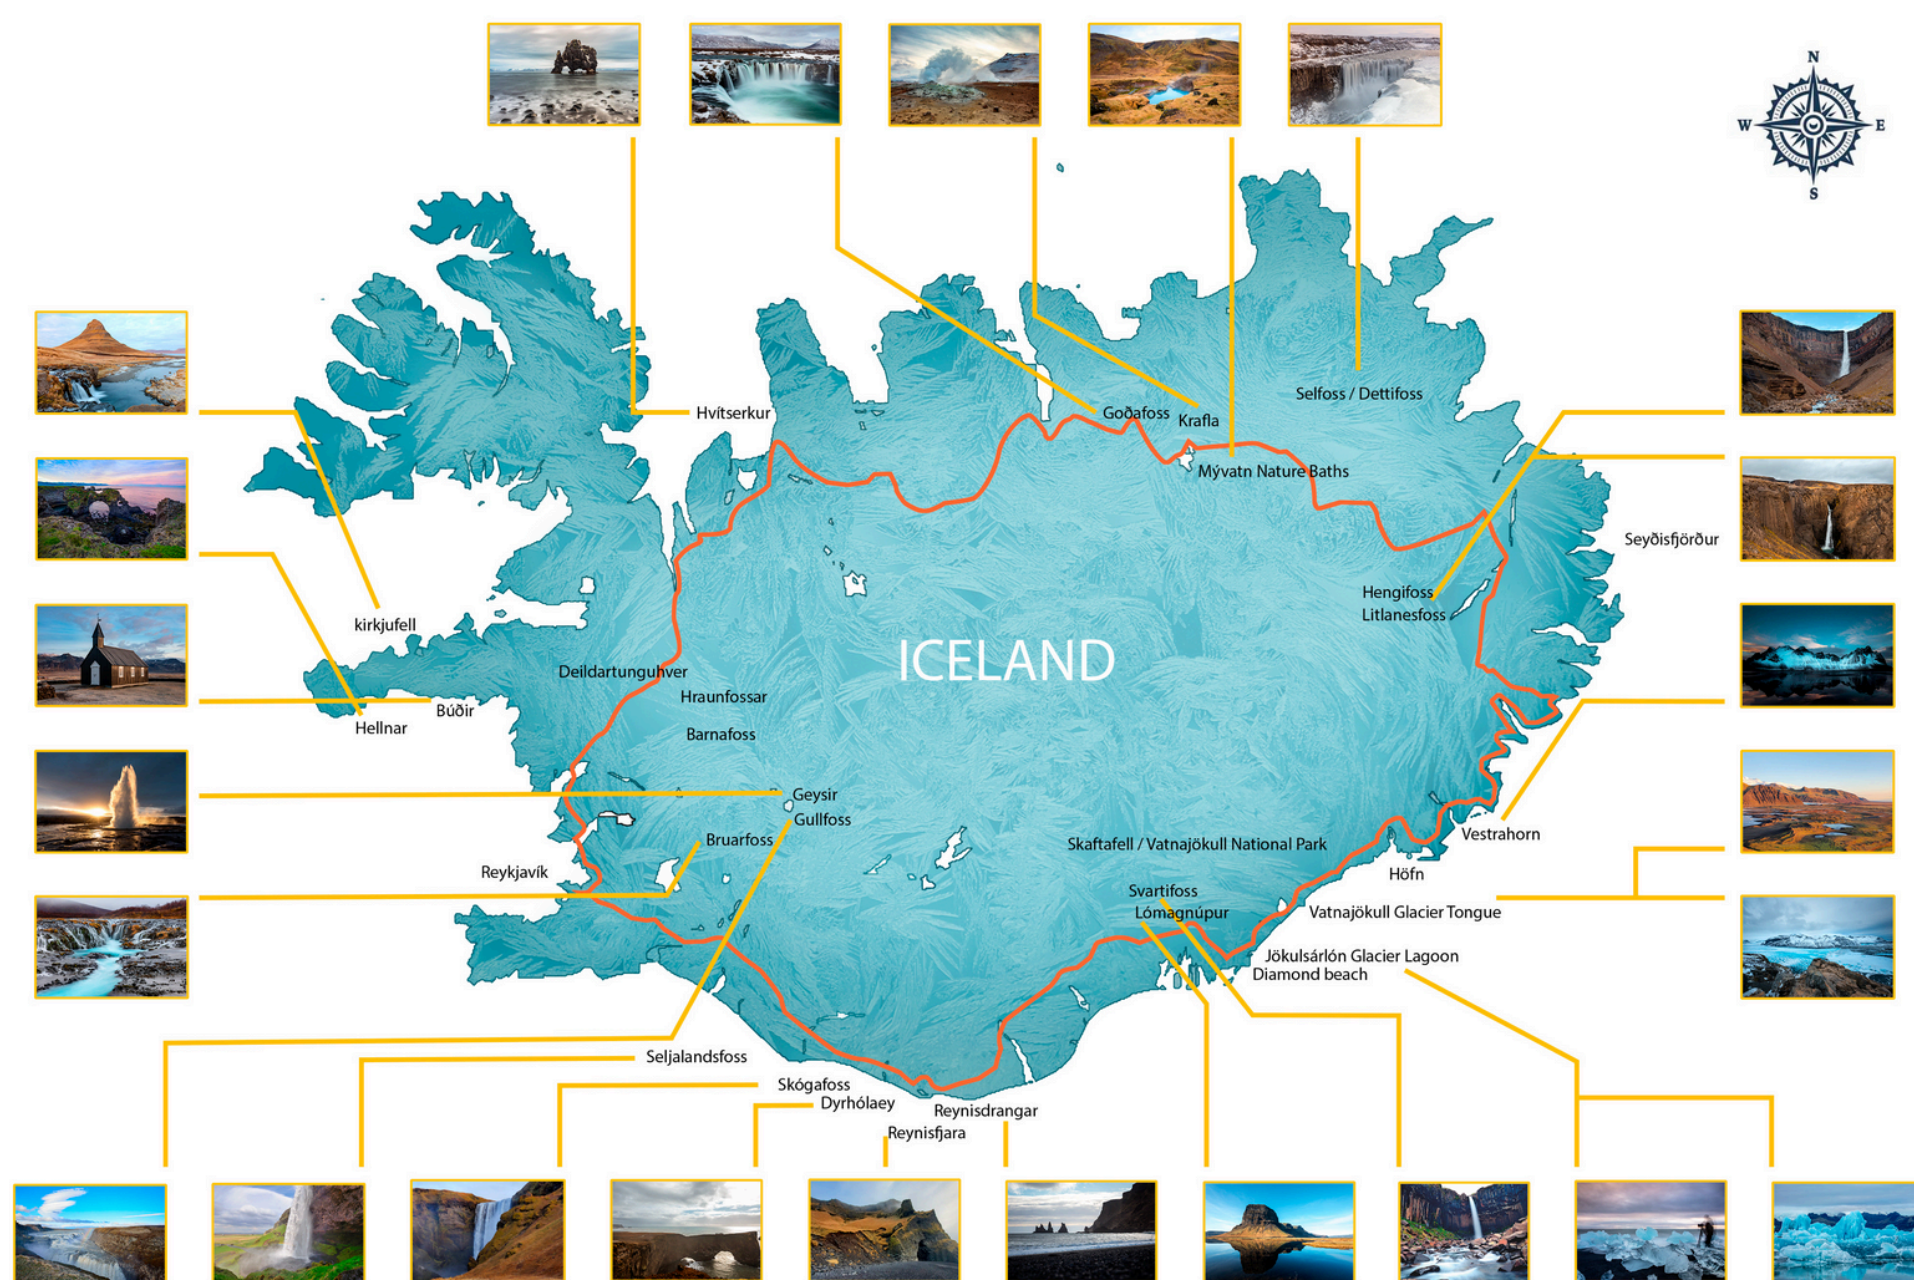 N
W E
S
Hvítserkur
Goðafoss
Krafla
Selfoss / Dettifoss
Mývatn Nature Baths
Seyðisfjörður
Hengifoss
Litlanesfoss
kirkjufell
ICELAND
Deildartunguhver
Hraunfossar
Búðir
Hellnar
Barnafoss
Geysir
Gullfoss
Bruarfoss
Vestrahorn
Skaftafell / Vatnajökull National Park
Reykjavík
Höfn
Svartifoss
Lómagnúpur
Vatnajökull Glacier Tongue
Jökulsárlón Glacier Lagoon
Diamond beach
Seljalandsfoss
Skógafoss
Dyrhólaey
Reynisdrangar
Reynisfjara